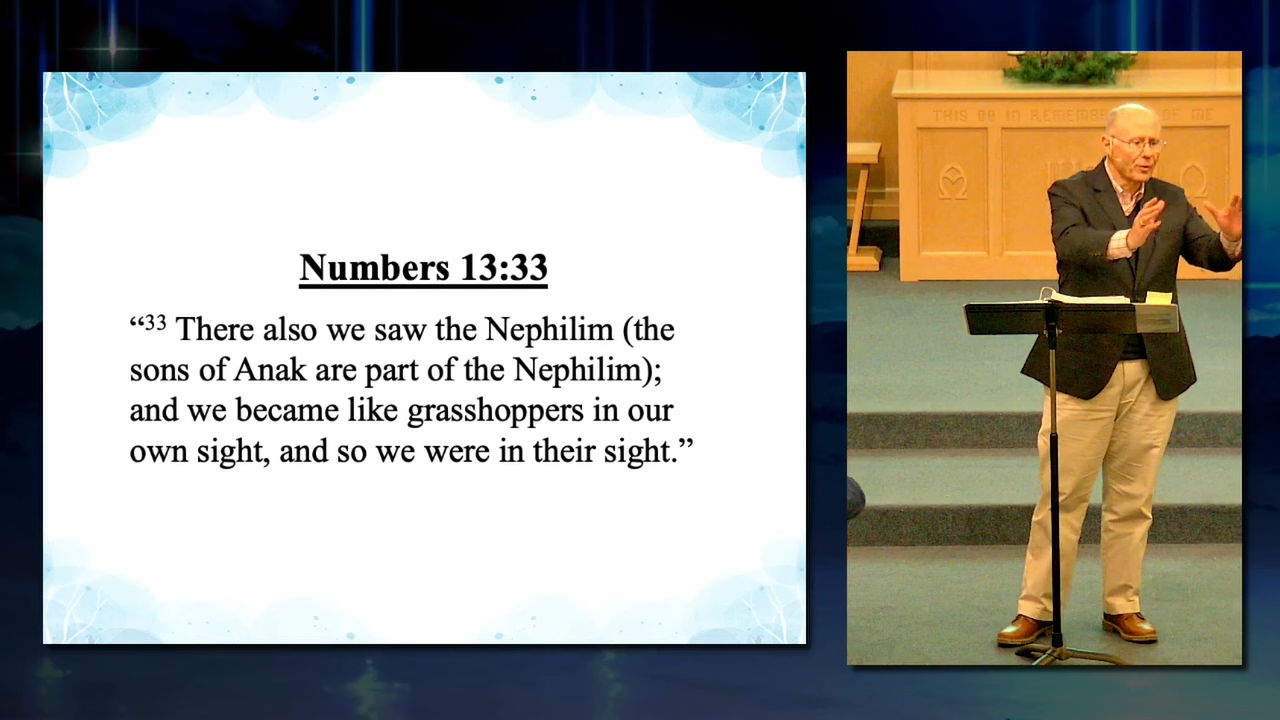 Numbers 13:33
“33 There also we saw the Nephilim (the
sons of Anak are part of the Nephilim);
and we became like grasshoppers in our
own sight, and so we were in their sight.”
THIS DO IN REMEMB OF ME